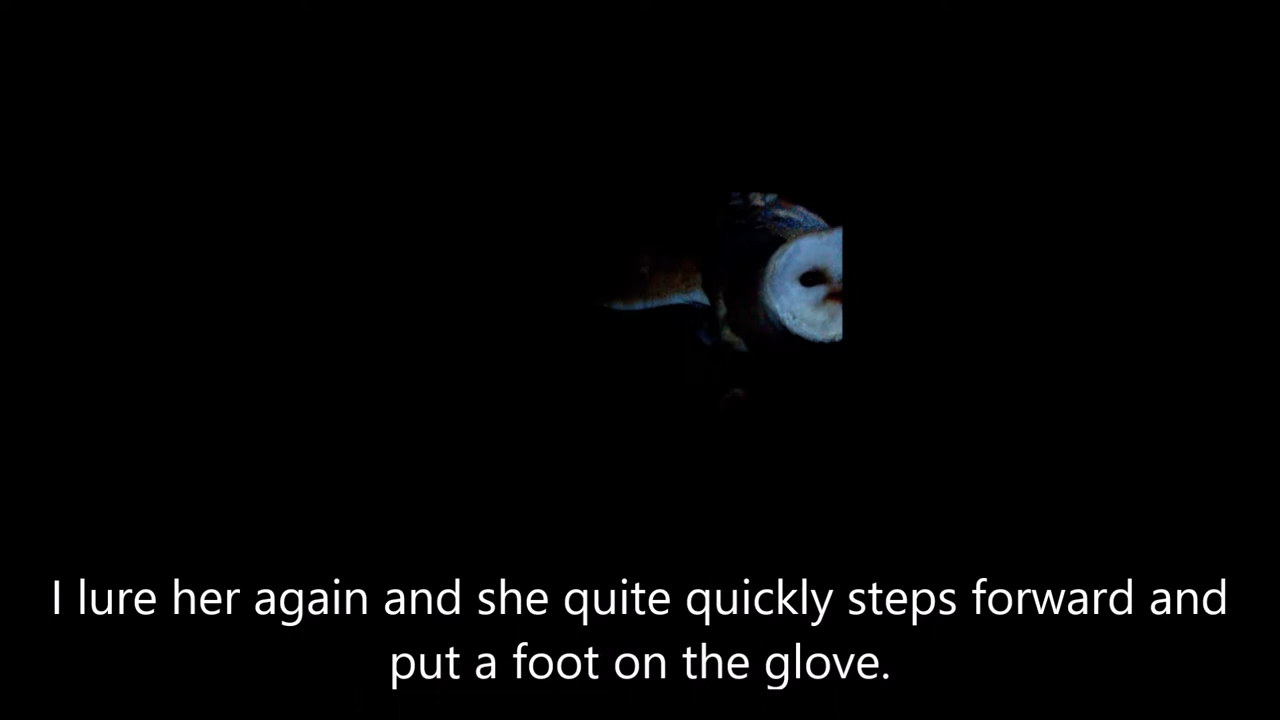 I lure her again and she quite quickly steps forward and
put a foot on the glove.